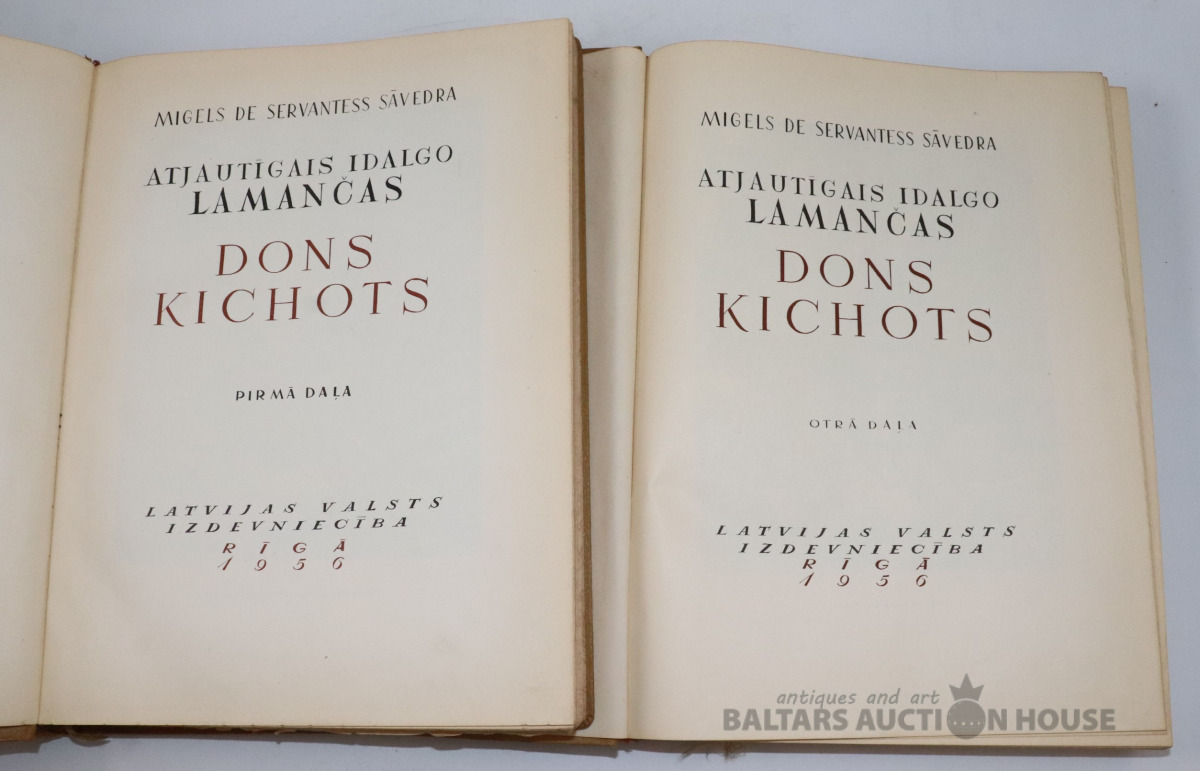 MIGELS DE SERVANTESS SĀVEDRA
ATJAUTĪGAIS IDALGO
LAMANČAS
DONS
KICHOTS
PIRMĀ DAĻA
LATVIJAS VALSTS
IZDEVNIECĪBA
RĪGĀ
1956
MIGELS DE SERVANTESS SĀVEDRA
ATJAUTĪGAIS IDALGO
LAMANČAS
DONS
KICHOTS
OTRĀ DAĻA
LATVIJAS VALSTS
IZDEVNIECĪBA
RĪGĀ
1956
antiques and art
BALTARS AUCTION HOUSE